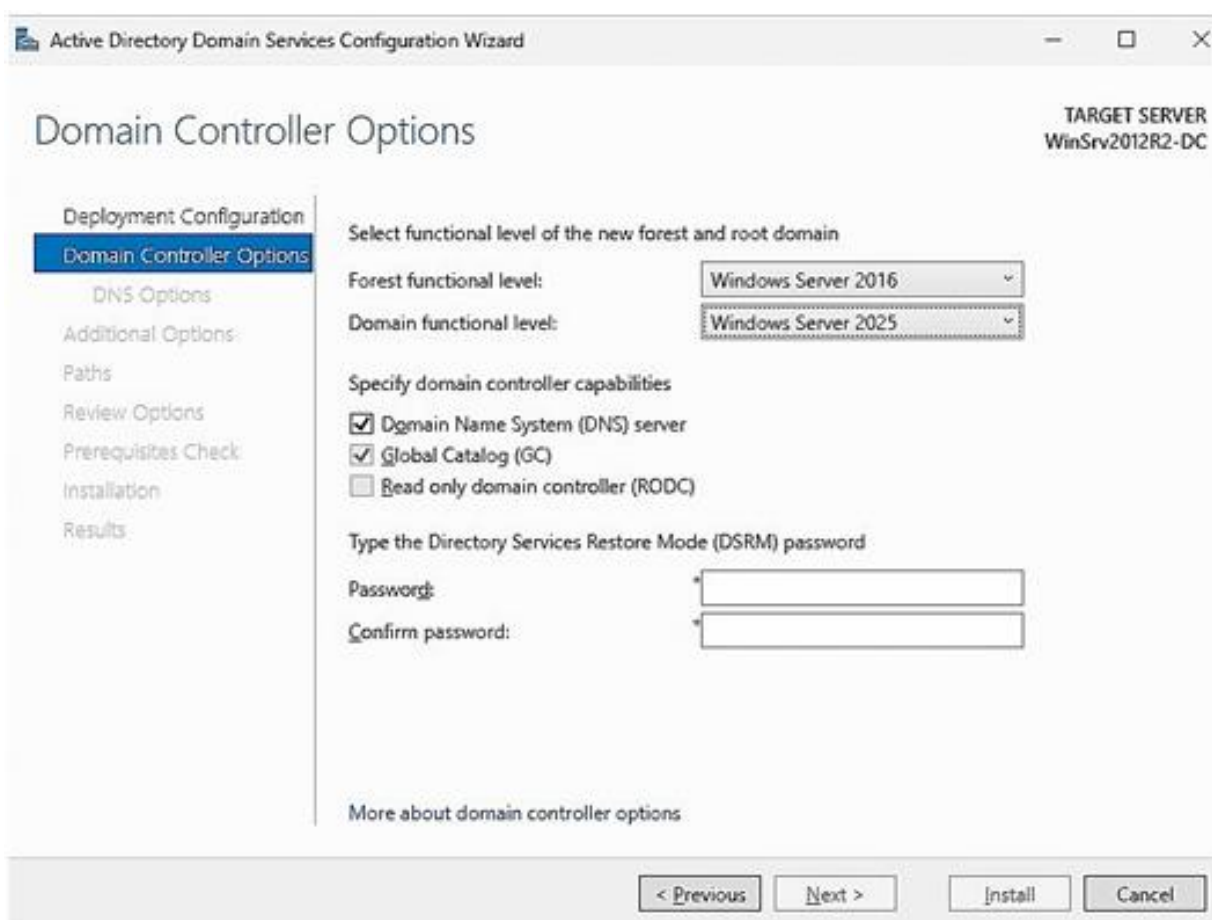 Active Directory Domain Services Configuration Wizard
Domain Controller Options
TARGET SERVER
WinSrv2012R2-DC
Deployment Configuration
Domain Controller Options
DNS Options
Additional Options
Paths
Review Options
Prerequisites Check
Installation
Results
Select functional level of the new forest and root domain
Forest functional level: Windows Server 2016
Domain functional level: Windows Server 2025
Specify domain controller capabilities
Domain Name System (DNS) server
Global Catalog (GC)
Read only domain controller (RODC)
Type the Directory Services Restore Mode (DSRM) password
Password: *
Confirm password: *
More about domain controller options
< Previous Next > Install Cancel